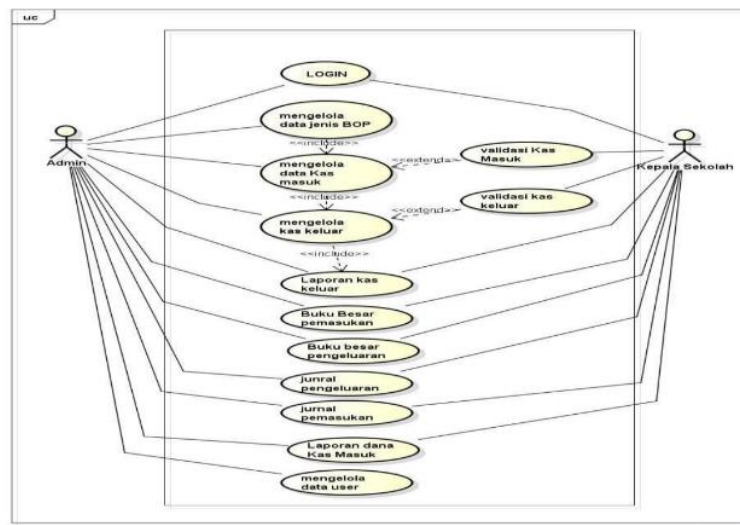 uc
LOGIN
mengelola
data jenis BOP
<<include>>
Admin
mengelola
data Kas
masuk
<<extend>>
validasi Kas
Masuk
Kepala Sekolah
<<include>>
mengelola
kas keluar
<<extend>>
validasi kas
keluar
<<include>>
Laporan kas
keluar
Buku Besar
pemasukan
Buku besar
pengeluaran
junral
pengeluaran
jurnal
pemasukan
Laporan dana
Kas Masuk
mengelola
data user